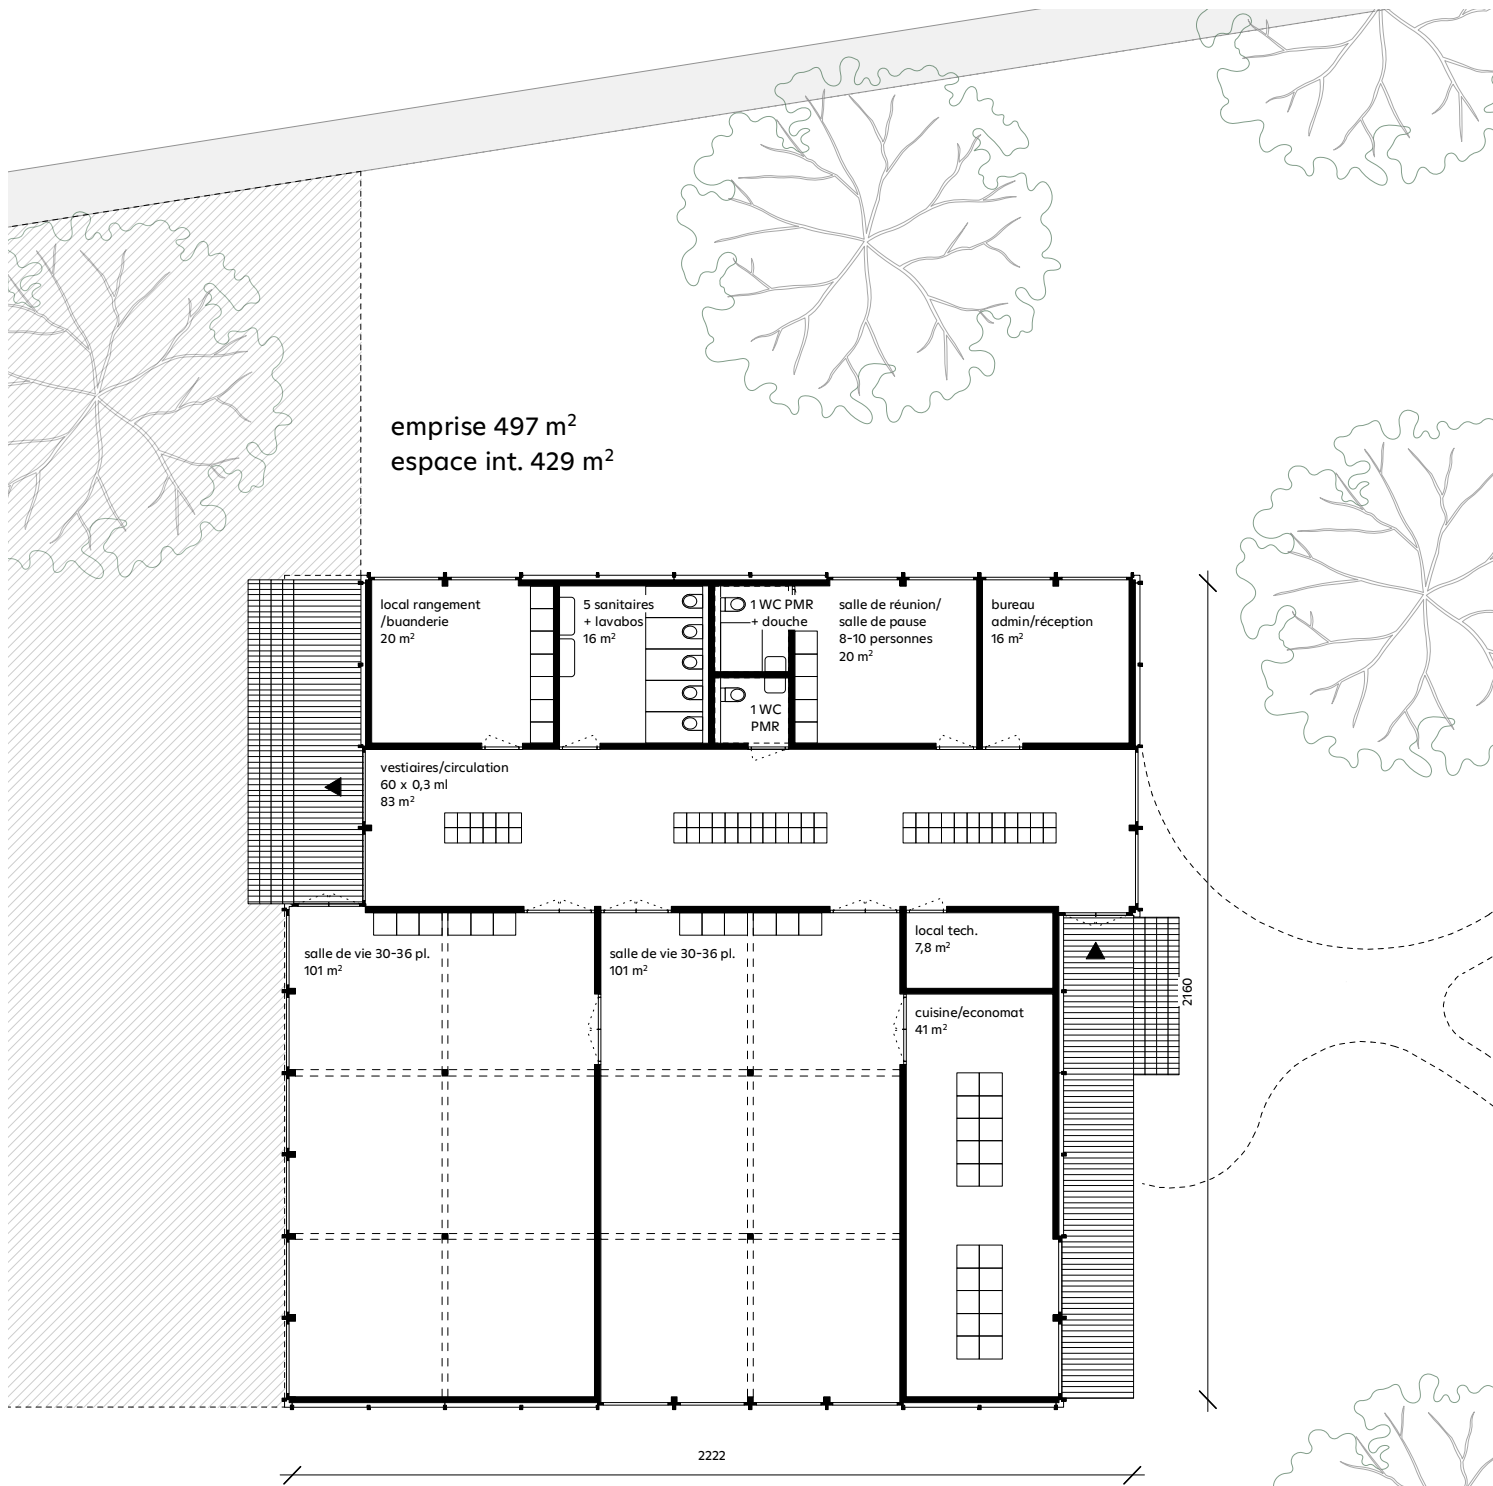 emprise 497 m²
espace int. 429 m²
local rangement
/buanderie
20 m²
5 sanitaires
+ lavabos
16 m²
1 WC PMR
+ douche
1 WC
PMR
salle de réunion/
salle de pause
8-10 personnes
20 m²
bureau
admin/réception
16 m²
vestiaires/circulation
60 x 0,3 ml
83 m²
salle de vie 30-36 pl.
101 m²
salle de vie 30-36 pl.
101 m²
local tech.
7,8 m²
cuisine/economat
41 m²
2160
2222